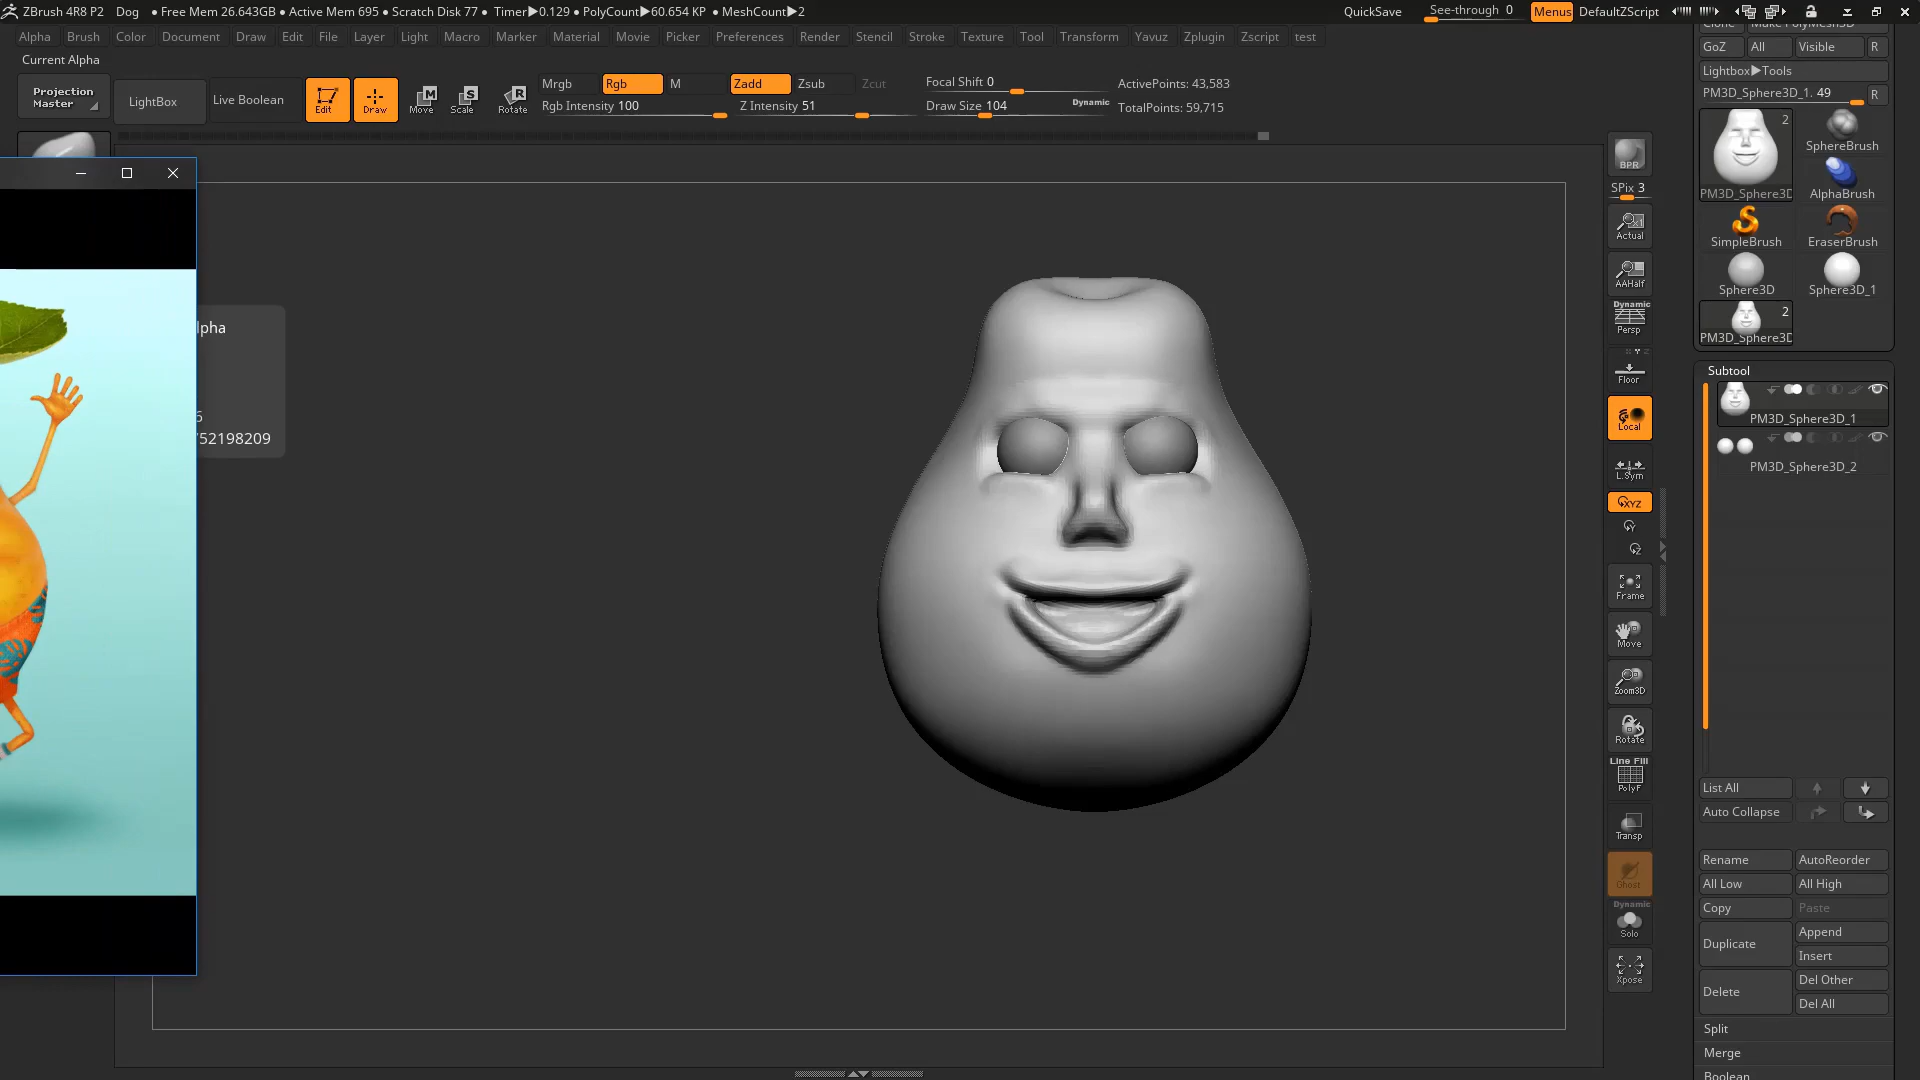 ZBrush 4R8 P2 Dog • Free Mem 26.643GB • Active Mem 695 • Scratch Disk 77 • Timer▶0.129 • PolyCount▶60.654 KP • MeshCount▶2 QuickSave See-through 0 Menus DefaultZScript
Alpha Brush Color Document Draw Edit File Layer Light Macro Marker Material Movie Picker Preferences Render Stencil Stroke Texture Tool Transform Yavuz Zplugin Zscript test
Current Alpha
Projection Master
LightBox
Live Boolean
Edit
Draw
Move
Scale
Rotate
M
S
R
Mrgb Rgb M Zadd Zsub Zcut
Rgb Intensity 100 Z Intensity 51
Focal Shift 0
Draw Size 104 Dynamic
ActivePoints: 43,583
TotalPoints: 59,715
lpha
6
752198209
BPR
SPix 3
Actual
AAHalf
Dynamic
Persp
Floor
Local
L.Sym
XYZ
Y
Z
Frame
Move
Zoom3D
Rotate
Line Fill
PolyF
Transp
Ghost
Dynamic
Solo
Xpose
GoZ All Visible R
Lightbox▶Tools
PM3D_Sphere3D_1. 49 R
2
PM3D_Sphere3D
SphereBrush
AlphaBrush
SimpleBrush EraserBrush
Sphere3D Sphere3D_1
2
PM3D_Sphere3D
Subtool
PM3D_Sphere3D_1
PM3D_Sphere3D_2
List All
Auto Collapse
Rename AutoReorder
All Low All High
Copy Paste
Duplicate Append
Insert
Delete Del Other
Del All
Split
Merge
Boolean